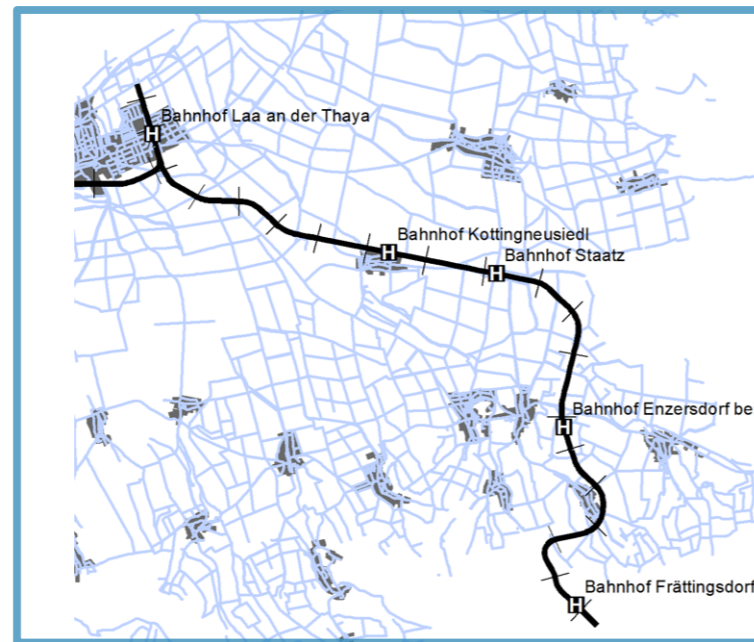 Bahnhof Laa an der Thaya
H
Bahnhof Kottingneusiedl
H
Bahnhof Staatz
H
Bahnhof Enzersdorf be
H
Bahnhof Frättingsdorf
H